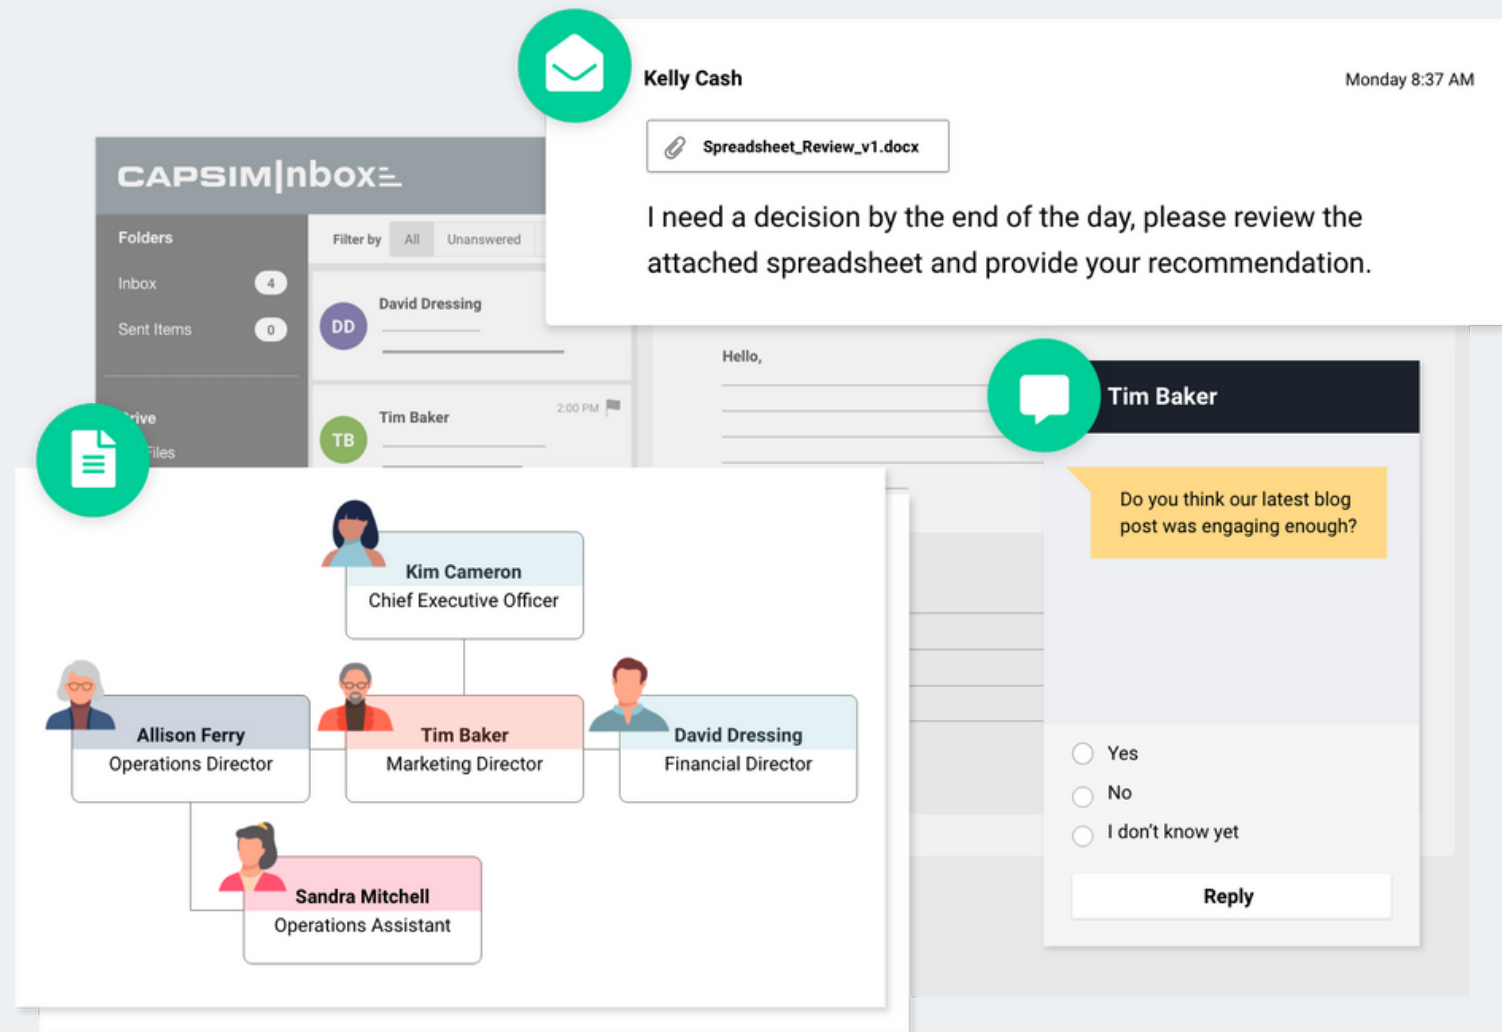 Kelly Cash
Monday 8:37 AM
Spreadsheet_Review_v1.docx
I need a decision by the end of the day, please review the
attached spreadsheet and provide your recommendation.
CAPSIM|nbox
Folders
Inbox 4
Sent Items 0
Files
Filter by All Unanswered
David Dressing
DD
Tim Baker
2:00 PM
TB
Hello,
Tim Baker
Do you think our latest blog
post was engaging enough?
Yes
No
I don't know yet
Reply
Kim Cameron
Chief Executive Officer
Allison Ferry
Operations Director
Tim Baker
Marketing Director
David Dressing
Financial Director
Sandra Mitchell
Operations Assistant